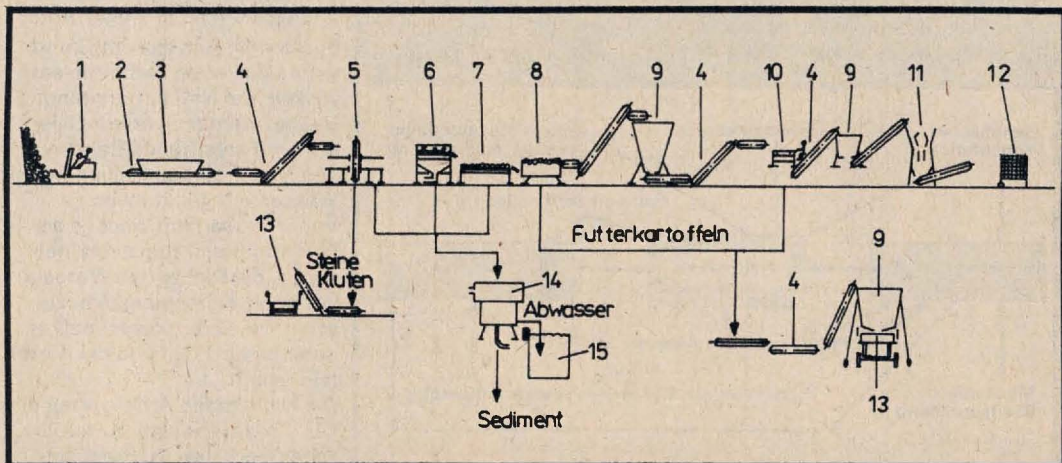 1 2 3 4 5 6 7 8 9 4 10 4 9 11 12
13
Steine
Kluten
Futterkartoffeln
9
14
4
Abwasser
15
13
Sediment